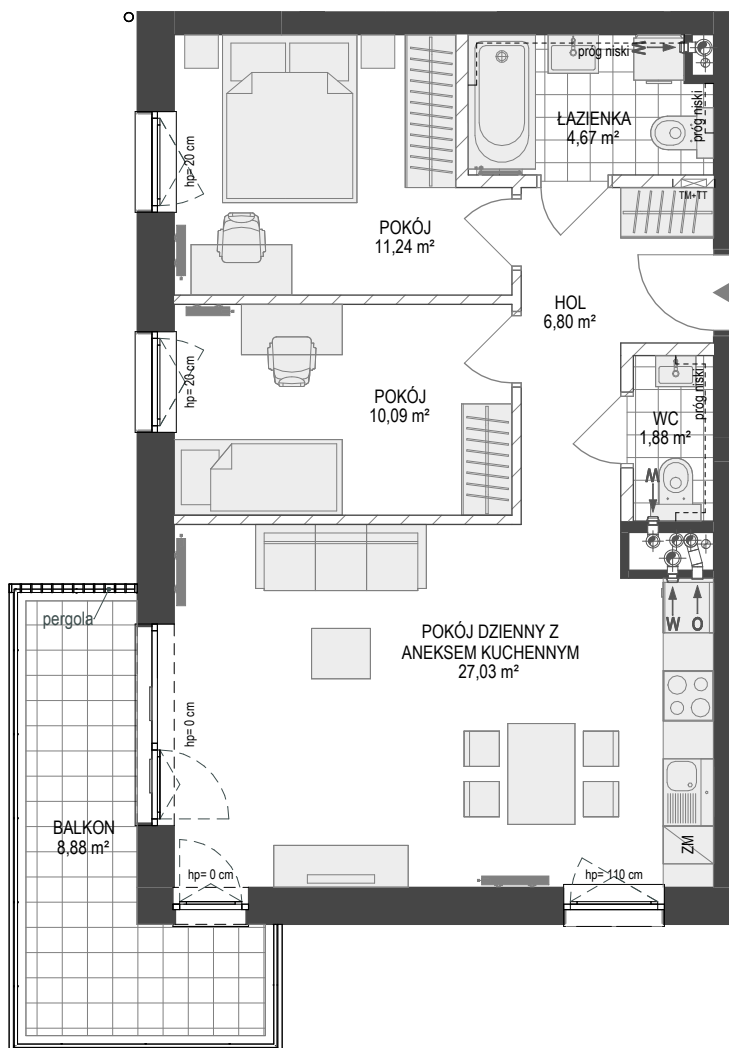 próg niski
W
ŁAZIENKA
4,67 m²
próg niski
hp= 20 cm
TM+TT
POKÓJ
11,24 m²
HOL
6,80 m²
hp= 20 cm
POKÓJ
10,09 m²
próg niski
WC
1,88 m²
W
pergola
W O
POKÓJ DZIENNY Z
ANEKSEM KUCHENNYM
27,03 m²
hp= 0 cm
BALKON
8,88 m²
ZM
hp= 0 cm
hp= 110 cm